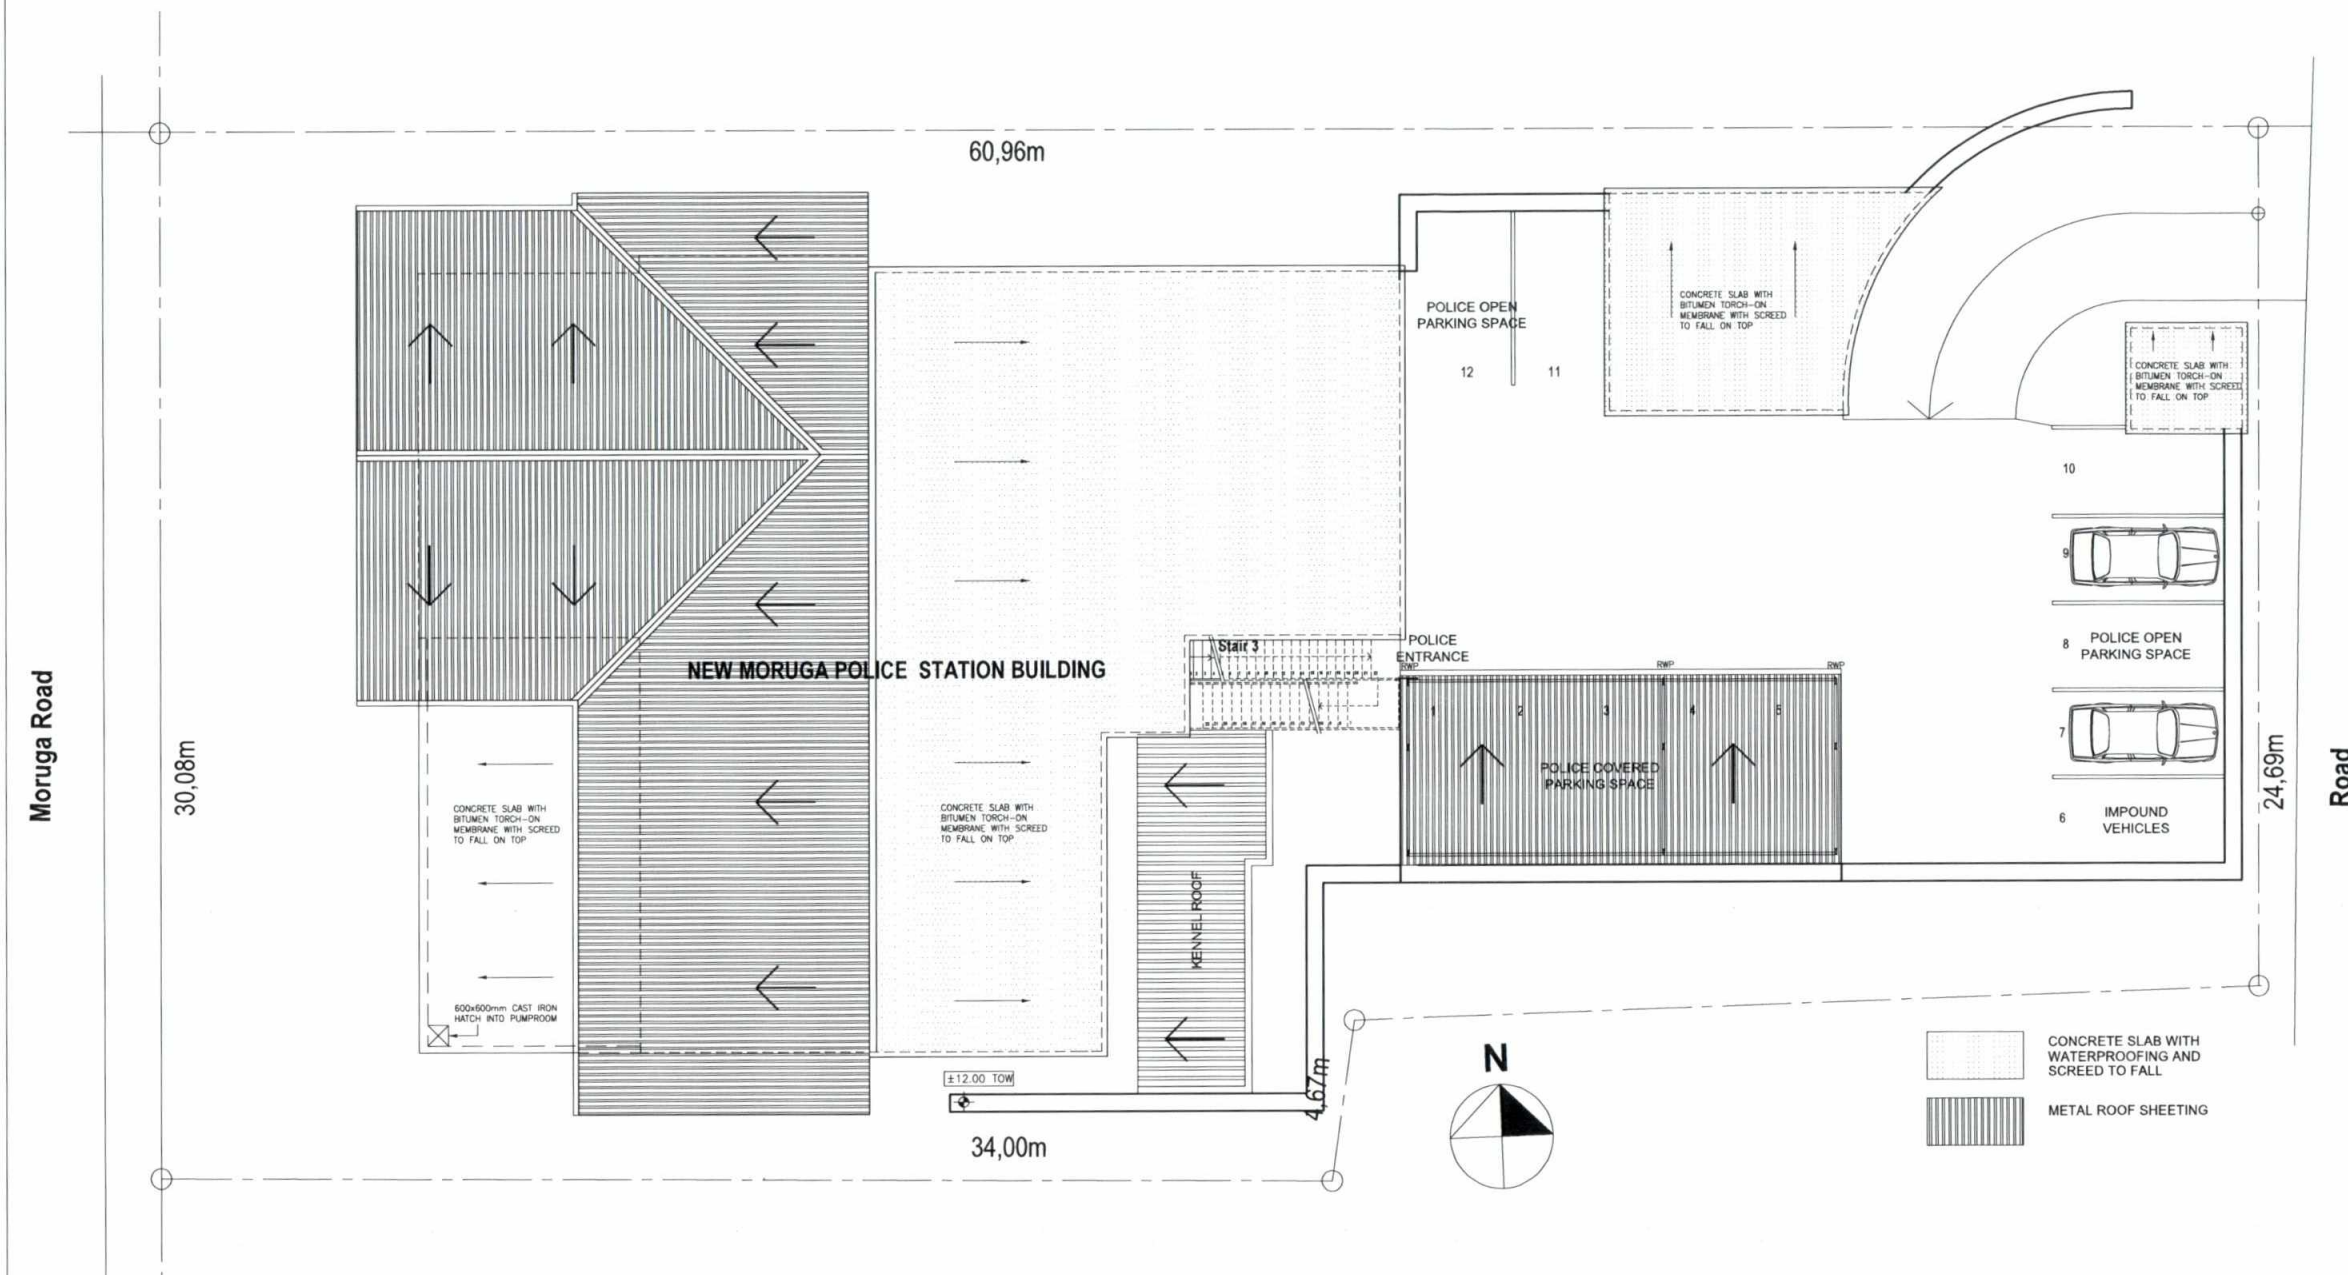 60,96m
POLICE OPEN
PARKING SPACE
12
11
CONCRETE SLAB WITH
BITUMEN TORCH-ON
MEMBRANE WITH SCREED
TO FALL ON TOP
CONCRETE SLAB WITH
BITUMEN TORCH-ON
MEMBRANE WITH SCREED
TO FALL ON TOP
10
9
8
POLICE OPEN
PARKING SPACE
7
6
IMPOUND
VEHICLES
Stair 3
POLICE
ENTRANCE
RWP
RWP
RWP
NEW MORUGA POLICE STATION BUILDING
1
2
3
4
5
POLICE COVERED
PARKING SPACE
Moruga Road
30,08m
24,69m
Road
CONCRETE SLAB WITH
BITUMEN TORCH-ON
MEMBRANE WITH SCREED
TO FALL ON TOP
CONCRETE SLAB WITH
BITUMEN TORCH-ON
MEMBRANE WITH SCREED
TO FALL ON TOP
KENNEL ROOF
600x600mm CAST IRON
HATCH INTO PUMPROOM
±12.00 TOW
4,67m
34,00m
N
CONCRETE SLAB WITH
WATERPROOFING AND
SCREED TO FALL
METAL ROOF SHEETING